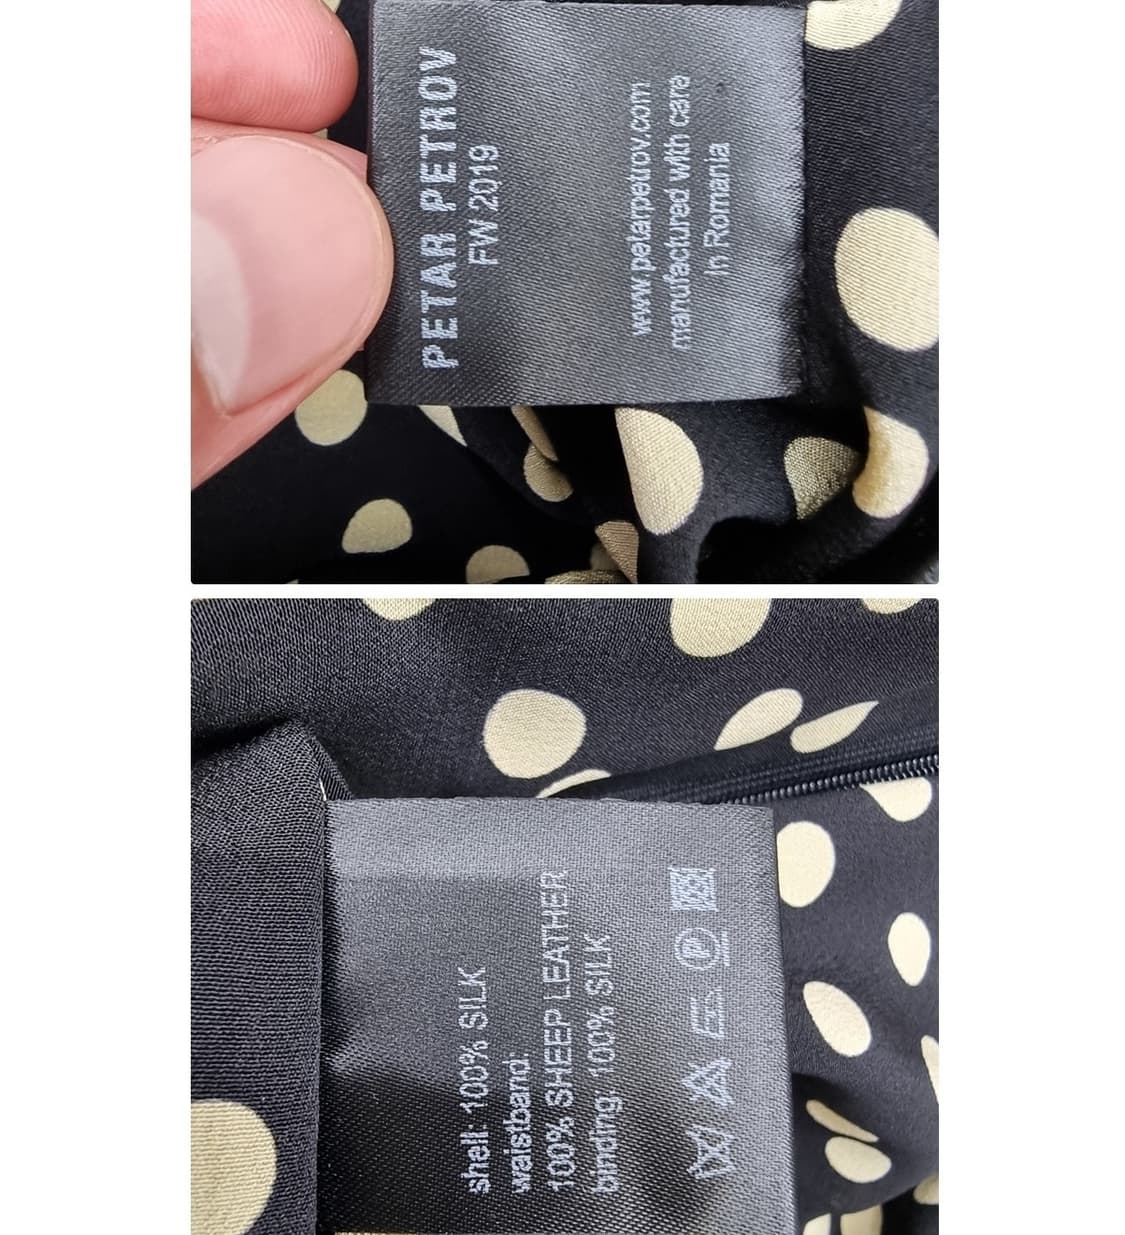 PETAR PETROV
FW 2019
www.petarpetrov.com
manufactured with care
in Romania
shell: 100% SILK
waistband:
100% SHEEP LEATHER
binding: 100% SILK
P